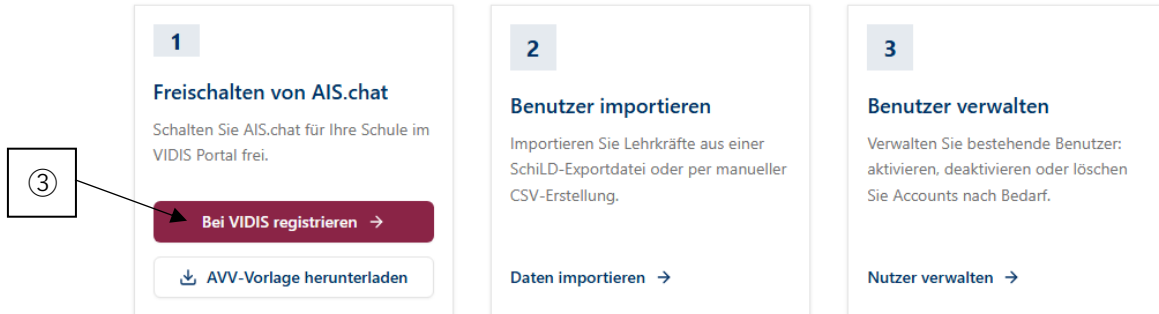 ③
1
Freischalten von AIS.chat
Schalten Sie AIS.chat für Ihre Schule im
VIDIS Portal frei.
Bei VIDIS registrieren →
AVV-Vorlage herunterladen
2
Benutzer importieren
Importieren Sie Lehrkräfte aus einer
SchiLD-Exportdatei oder per manueller
CSV-Erstellung.
Daten importieren →
3
Benutzer verwalten
Verwalten Sie bestehende Benutzer:
aktivieren, deaktivieren oder löschen
Sie Accounts nach Bedarf.
Nutzer verwalten →